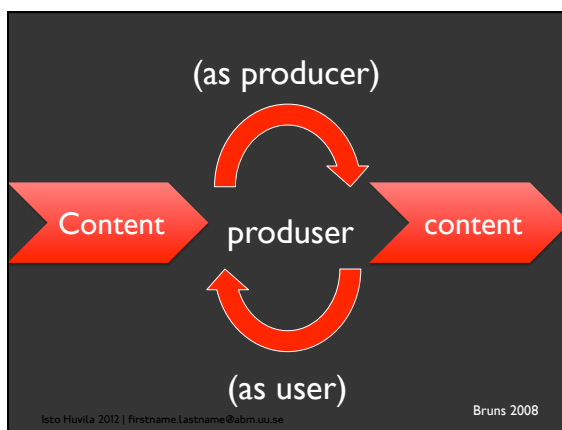 (as producer)
Content
produser
content
(as user)
Isto Huvila 2012 | firstname.lastname@abm.uu.se
Bruns 2008